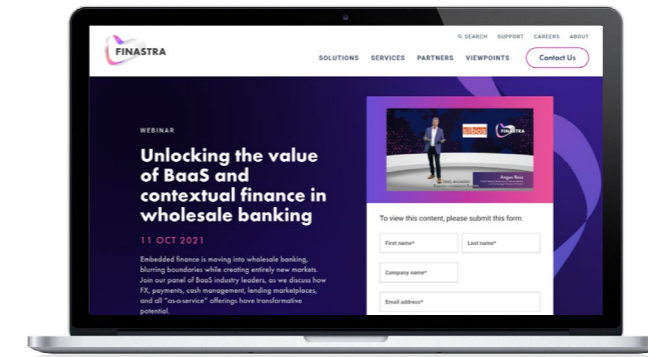 SEARCH SUPPORT CAREERS ABOUT
FINASTRA
SOLUTIONS SERVICES PARTNERS VIEWPOINTS Contact Us
WEBINAR
Unlocking the value
of BaaS and
contextual finance in
wholesale banking
11 OCT 2021
Embedded finance is moving into wholesale banking,
blurring boundaries while creating entirely new markets.
Join our panel of BaaS industry leaders, as we discuss how
FX, payments, cash management, lending marketplaces,
and all "as-a-service" offerings have transformative
potential.
sibos FINASTRA
Angus Ross
To view this content, please submit this form.
First name* Last name*
Company name*
Email address*